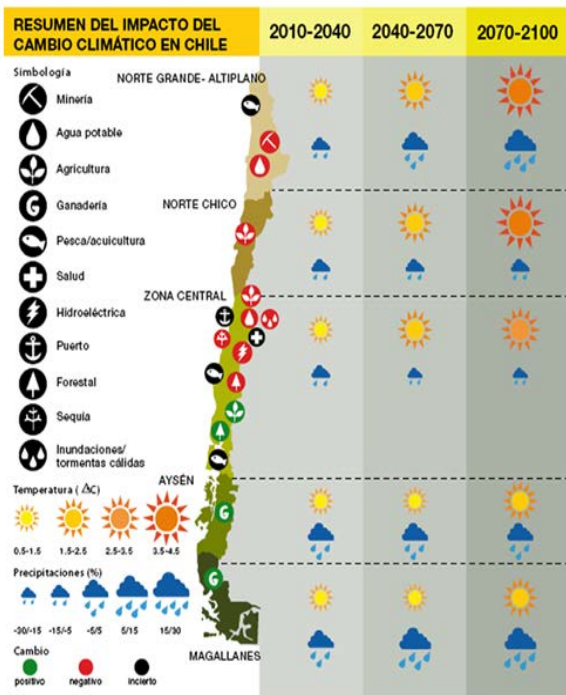 RESUMEN DEL IMPACTO DEL
CAMBIO CLIMÁTICO EN CHILE
2010-2040
2040-2070
2070-2100
Simbología
Minería
Agua potable
Agricultura
Ganadería
Pesca/acuicultura
Salud
Hidroeléctrica
Puerto
Forestal
Sequía
Inundaciones/
tormentas cálidas
NORTE GRANDE- ALTIPLANO
NORTE CHICO
ZONA CENTRAL
AYSÉN
MAGALLANES
Temperatura ( ΔC)
0.5-1.5
1.5-2.5
2.5-3.5
3.5-4.5
Precipitaciones (%)
-30/-15
-15/-5
-5/5
5/15
15/30
Cambio
positivo
negativo
incierto